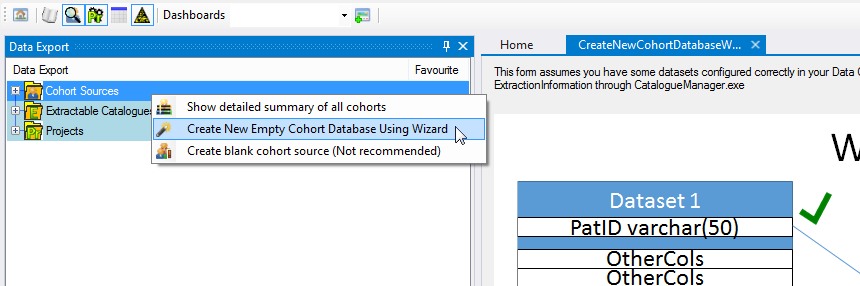 Dashboards
Data Export
Data Export Favourite
Cohort Sources
Extractable Catalogues
Projects
Show detailed summary of all cohorts
Create New Empty Cohort Database Using Wizard
Create blank cohort source (Not recommended)
Home CreateNewCohortDatabaseW...
This form assumes you have some datasets configured correctly in your Data
ExtractionInformation through CatalogueManager.exe
W
Dataset 1
PatID varchar(50)
OtherCols
OtherCols